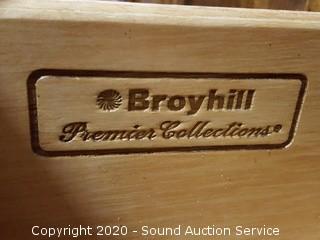 Broyhill
Premier Collections®
Copyright 2020 - Sound Auction Service